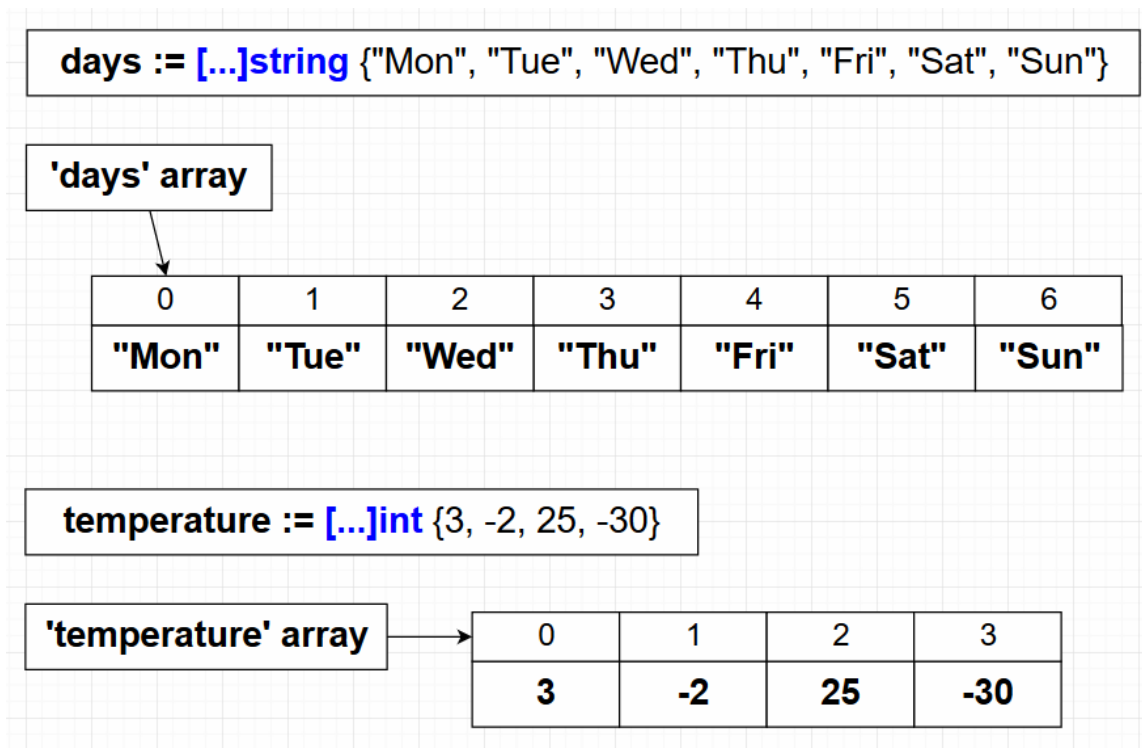 days := [...]string {"Mon", "Tue", "Wed", "Thu", "Fri", "Sat", "Sun"}
'days' array
0 1 2 3 4 5 6
"Mon" "Tue" "Wed" "Thu" "Fri" "Sat" "Sun"
temperature := [...]int {3, -2, 25, -30}
'temperature' array
0 1 2 3
3 -2 25 -30